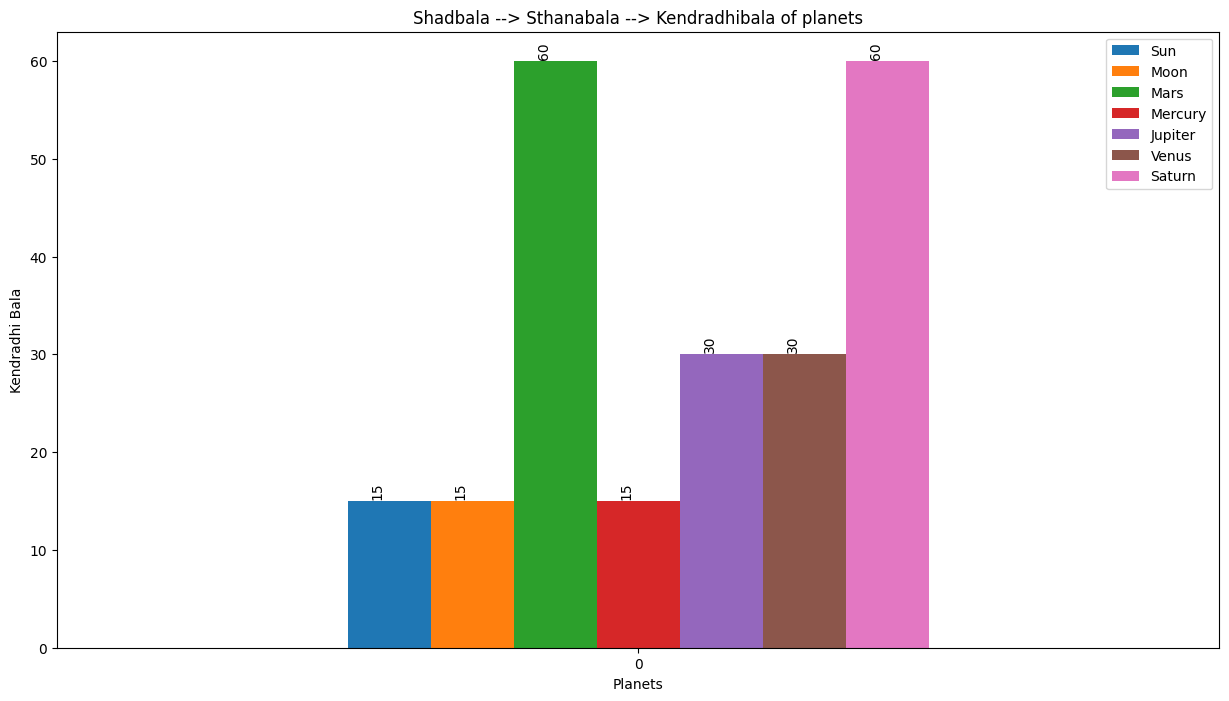 Shadbala --> Sthanabala --> Kendradhibala of planets
60
50
40
30
20
10
0
Kendradhi Bala
15
15
60
15
30
30
60
Sun
Moon
Mars
Mercury
Jupiter
Venus
Saturn
0
Planets